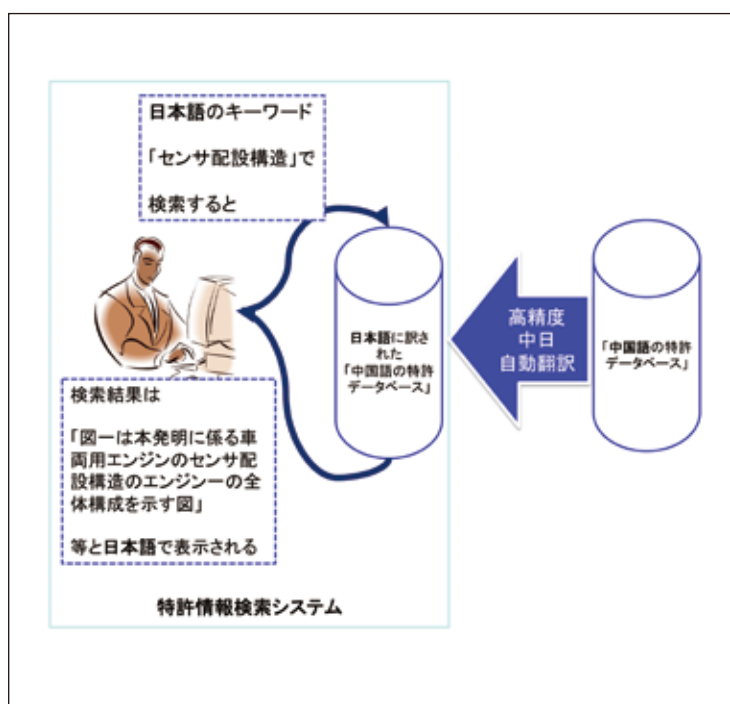 日本語のキーワード
「センサ配設構造」で
検索すると
日本語に訳さ
れた
「中国語の特許
データベース」
高精度
中日
自動翻訳
「中国語の特許
データベース」
検索結果は
「図一は本発明に係る車
両用エンジンのセンサ配
設構造のエンジン一の全
体構成を示す図」
等と日本語で表示される
特許情報検索システム